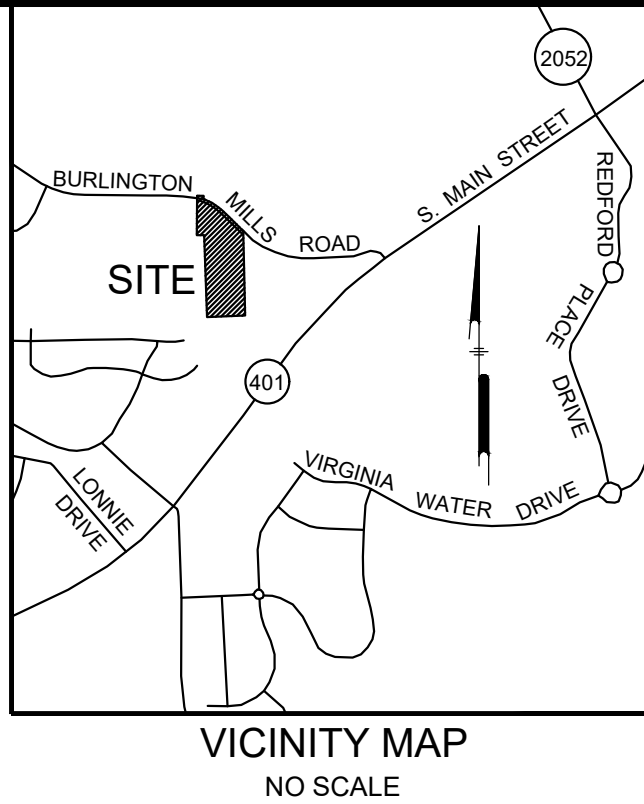 2052
S. MAIN STREET
REDFORD
PLACE
DRIVE
BURLINGTON
MILLS
ROAD
SITE
401
VIRGINIA
WATER
DRIVE
LONNIE
DRIVE
VICINITY MAP
NO SCALE